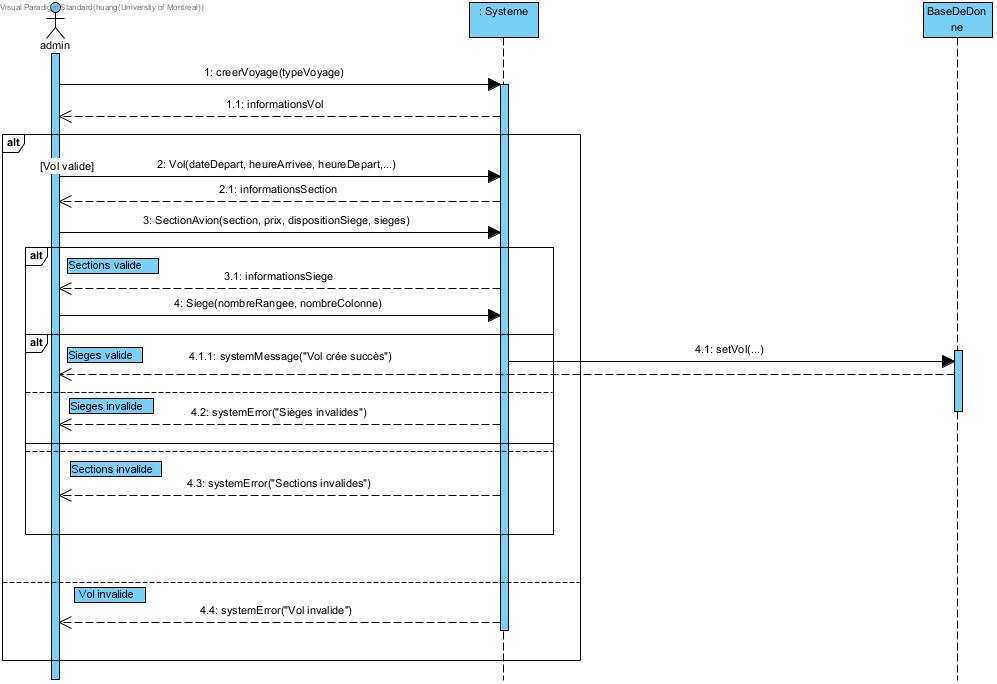 Visual Paradigm Standard(huang(University of Montreal))
admin
: Systeme
BaseDeDon
ne
1: creerVoyage(typeVoyage)
1.1: informationsVol
alt
[Vol valide]
2: Vol(dateDepart, heureArrivee, heureDepart,...)
2.1: informationsSection
3: SectionAvion(section, prix, dispositionSiege, sieges)
alt
Sections valide
3.1: informationsSiege
4: Siege(nombreRangee, nombreColonne)
alt
Sieges valide
4.1.1: systemMessage("Vol crée succès")
4.1: setVol(...)
Sieges invalide
4.2: systemError("Sièges invalides")
Sections invalide
4.3: systemError("Sections invalides")
Vol invalide
4.4: systemError("Vol invalide")